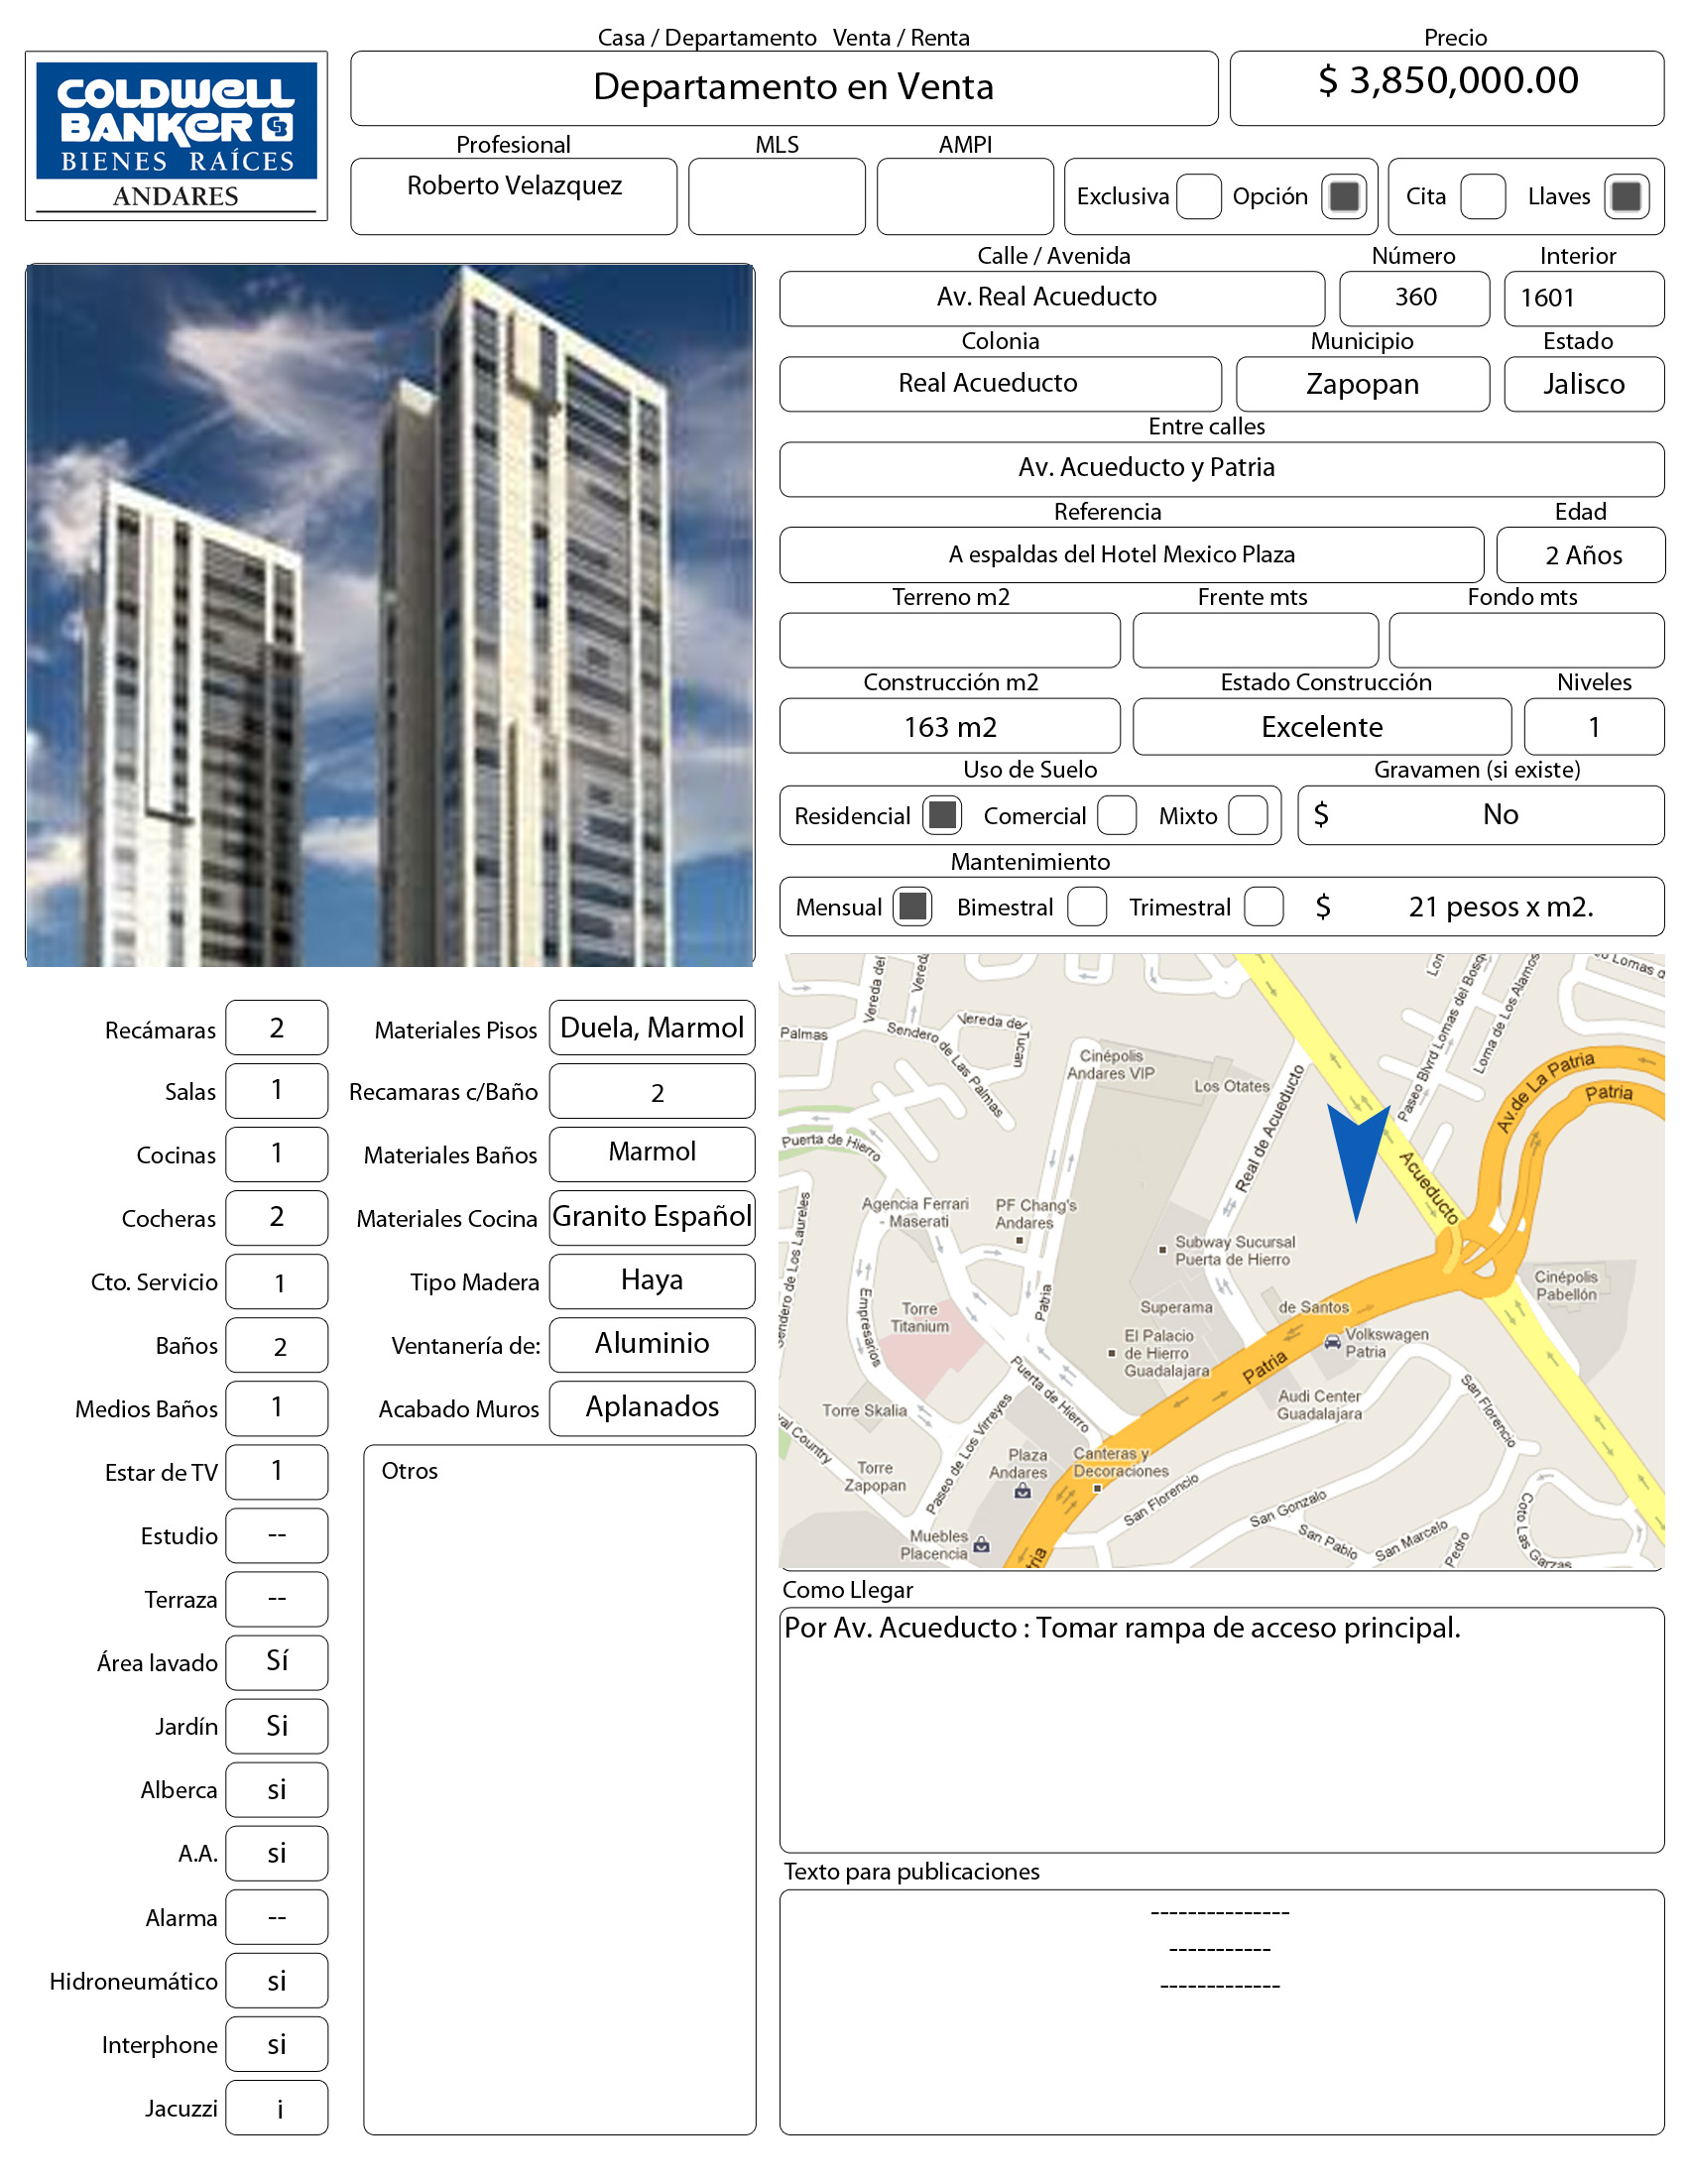 Casa / Departamento Venta / Renta
Precio
COLDWELL
BANKER CB
BIENES RAÍCES
ANDARES
Departamento en Venta
$ 3,850,000.00
Profesional
MLS
AMPI
Roberto Velazquez
Exclusiva
Opción
Cita
Llaves
Calle / Avenida
Número
Interior
Av. Real Acueducto
360
1601
Colonia
Municipio
Estado
Real Acueducto
Zapopan
Jalisco
Entre calles
Av. Acueducto y Patria
Referencia
Edad
A espaldas del Hotel Mexico Plaza
2 Años
Terreno m2
Frente mts
Fondo mts
Construcción m2
Estado Construcción
Niveles
163 m2
Excelente
1
Uso de Suelo
Gravamen (si existe)
Residencial
Comercial
Mixto
$ No
Mantenimiento
Mensual
Bimestral
Trimestral
$ 21 pesos x m2.
Recámaras 2
Materiales Pisos Duela, Marmol
Salas 1
Recamaras c/Baño 2
Cocinas 1
Materiales Baños Marmol
Cocheras 2
Materiales Cocina Granito Español
Cto. Servicio 1
Tipo Madera Haya
Baños 2
Ventanería de: Aluminio
Medios Baños 1
Acabado Muros Aplanados
Estar de TV 1
Estudio --
Terraza --
Área lavado Sí
Jardín Si
Alberca si
A.A. si
Alarma --
Hidroneumático si
Interphone si
Jacuzzi i
Otros
Vereda del
Vereda
Lon
Paseo Blvrd Lomas del Bosq
Loma de Los Alamos
o Lomas d
Palmas
Sendero de Las Palmas
Vereda del Tucan
Cinépolis
Andares VIP
Los Otates
Real de Acueducto
Acueducto
Av.de La Patria
Patria
Puerta de Hierro
Agencia Ferrari
- Maserati
PF Chang's
Andares
Subway Sucursal
Puerta de Hierro
endero de Los Laureles
Empresarios
Patria
Torre
Titanium
Superama
de Santos
Cinépolis
Pabellón
El Palacio
de Hierro
Guadalajara
Volkswagen
Patria
Patria
Puerta de Hierro
Audi Center
Guadalajara
San Florencio
Torre Skalia
Paseo de Los Virreyes
val Country
Plaza
Andares
Canteras y
Decoraciones
Torre
Zapopan
San Florencio
San Gonzalo
San Pablo
San Marcelo
Pedro
Coto Las Garzas
Muebles
Placencia
tria
Como Llegar
Por Av. Acueducto : Tomar rampa de acceso principal.
Texto para publicaciones
---------------
-----------
-------------